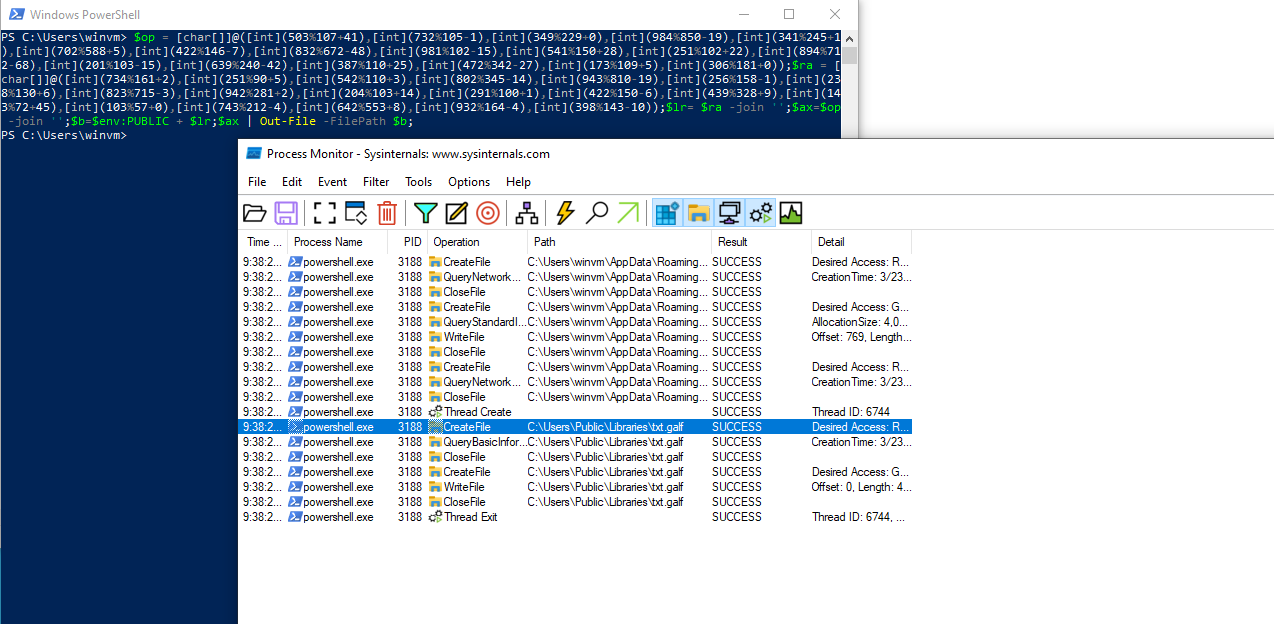 Windows PowerShell
PS C:\Users\winvm> $op = [char[]]@([int](503%107+41),[int](732%105-1),[int](349%229+0),[int](984%850-19),[int](341%245+1
),[int](702%588+5),[int](422%146-7),[int](832%672-48),[int](981%102-15),[int](541%150+28),[int](251%102+22),[int](894%71
2-68),[int](201%103-15),[int](639%240-42),[int](387%110+25),[int](472%342-27),[int](173%109+5),[int](306%181+0));$ra = [
char[]]@([int](734%161+2),[int](251%90+5),[int](542%110+3),[int](802%345-14),[int](943%810-19),[int](256%158-1),[int](23
8%130+6),[int](823%715-3),[int](942%281+2),[int](204%103+14),[int](291%100+1),[int](422%150-6),[int](439%328+9),[int](14
3%72+45),[int](103%57+0),[int](743%212-4),[int](642%553+8),[int](932%164-4),[int](398%143-10));$lr= $ra -join '';$ax=$op
-join '';$b=$env:PUBLIC + $lr;$ax | Out-File -FilePath $b;
PS C:\Users\winvm>
Process Monitor - Sysinternals: www.sysinternals.com
File Edit Event Filter Tools Options Help
Time ... Process Name PID Operation Path Result Detail
9:38:2... powershell.exe 3188 CreateFile C:\Users\winvm\AppData\Roaming... SUCCESS Desired Access: R...
9:38:2... powershell.exe 3188 QueryNetwork... C:\Users\winvm\AppData\Roaming... SUCCESS CreationTime: 3/23...
9:38:2... powershell.exe 3188 CloseFile C:\Users\winvm\AppData\Roaming... SUCCESS
9:38:2... powershell.exe 3188 CreateFile C:\Users\winvm\AppData\Roaming... SUCCESS Desired Access: G...
9:38:2... powershell.exe 3188 QueryStandardI... C:\Users\winvm\AppData\Roaming... SUCCESS AllocationSize: 4,0...
9:38:2... powershell.exe 3188 WriteFile C:\Users\winvm\AppData\Roaming... SUCCESS Offset: 769, Length...
9:38:2... powershell.exe 3188 CloseFile C:\Users\winvm\AppData\Roaming... SUCCESS
9:38:2... powershell.exe 3188 CreateFile C:\Users\winvm\AppData\Roaming... SUCCESS Desired Access: R...
9:38:2... powershell.exe 3188 QueryNetwork... C:\Users\winvm\AppData\Roaming... SUCCESS CreationTime: 3/23...
9:38:2... powershell.exe 3188 CloseFile C:\Users\winvm\AppData\Roaming... SUCCESS
9:38:2... powershell.exe 3188 Thread Create SUCCESS Thread ID: 6744
9:38:2... powershell.exe 3188 CreateFile C:\Users\Public\Libraries\txt.galf SUCCESS Desired Access: R...
9:38:2... powershell.exe 3188 QueryBasicInfor... C:\Users\Public\Libraries\txt.galf SUCCESS CreationTime: 3/23...
9:38:2... powershell.exe 3188 CloseFile C:\Users\Public\Libraries\txt.galf SUCCESS
9:38:2... powershell.exe 3188 CreateFile C:\Users\Public\Libraries\txt.galf SUCCESS Desired Access: G...
9:38:2... powershell.exe 3188 WriteFile C:\Users\Public\Libraries\txt.galf SUCCESS Offset: 0, Length: 4...
9:38:2... powershell.exe 3188 CloseFile C:\Users\Public\Libraries\txt.galf SUCCESS
9:38:2... powershell.exe 3188 Thread Exit SUCCESS Thread ID: 6744, ...